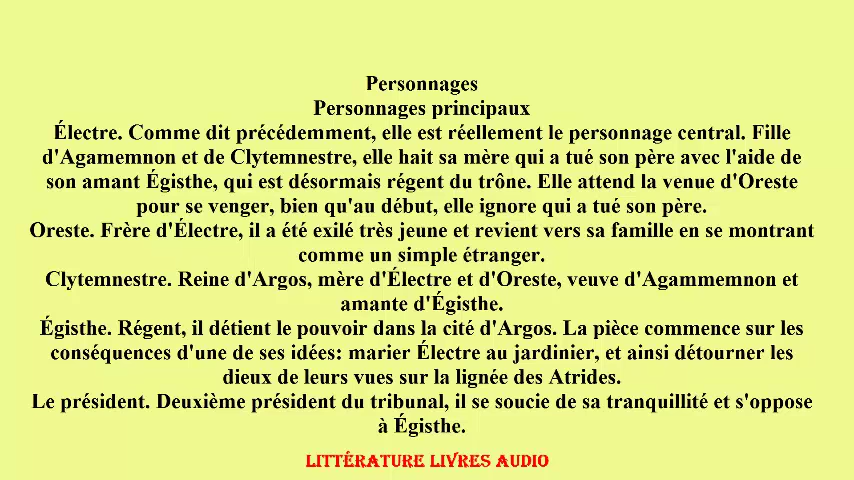 Personnages
Personnages principaux
Électre. Comme dit précédemment, elle est réellement le personnage central. Fille
d'Agamemnon et de Clytemnestre, elle hait sa mère qui a tué son père avec l'aide de
son amant Égisthe, qui est désormais régent du trône. Elle attend la venue d'Oreste
pour se venger, bien qu'au début, elle ignore qui a tué son père.
Oreste. Frère d'Électre, il a été exilé très jeune et revient vers sa famille en se montrant
comme un simple étranger.
Clytemnestre. Reine d'Argos, mère d'Électre et d'Oreste, veuve d'Agammemnon et
amante d'Égisthe.
Égisthe. Régent, il détient le pouvoir dans la cité d'Argos. La pièce commence sur les
conséquences d'une de ses idées: marier Électre au jardinier, et ainsi détourner les
dieux de leurs vues sur la lignée des Atrides.
Le président. Deuxième président du tribunal, il se soucie de sa tranquillité et s'oppose
à Égisthe.
LITTÉRATURE LIVRES AUDIO